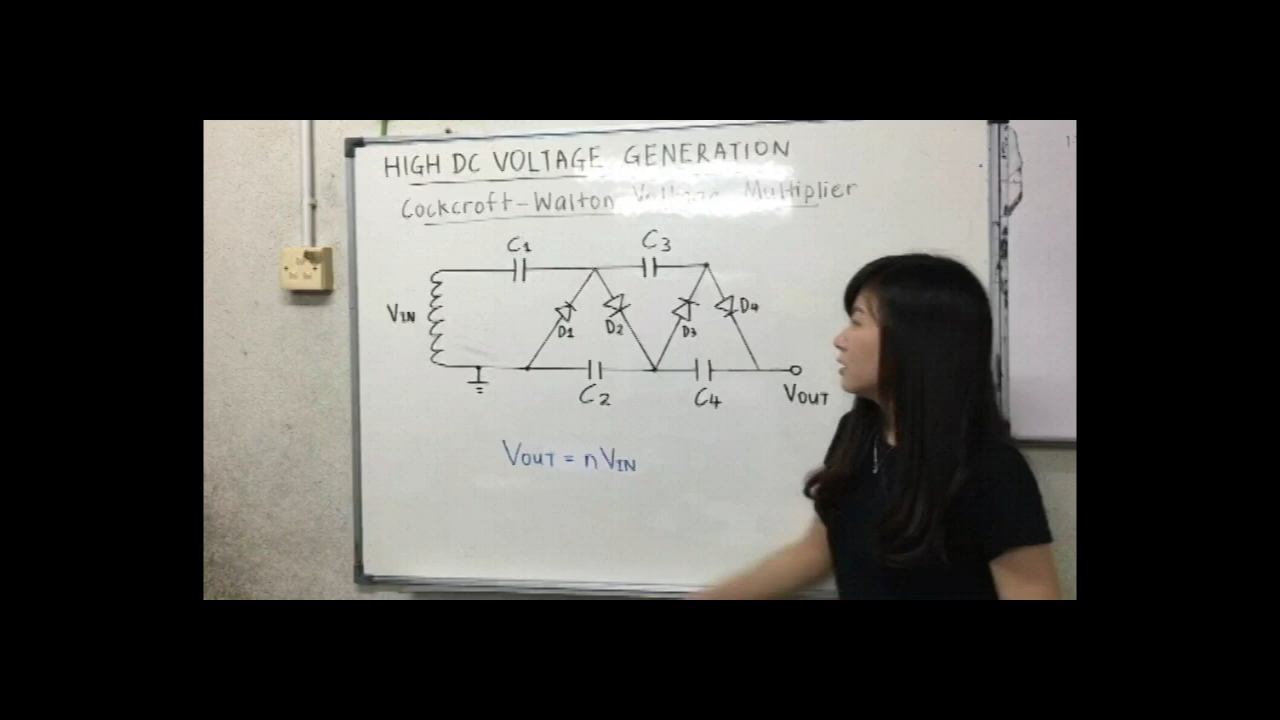 HIGH DC VOLTAGE GENERATION
Cockcroft-Walton Voltage Multiplier
C1
C3
VIN
D1
D2
D3
D4
C2
C4
VOUT
VOUT = nVIN